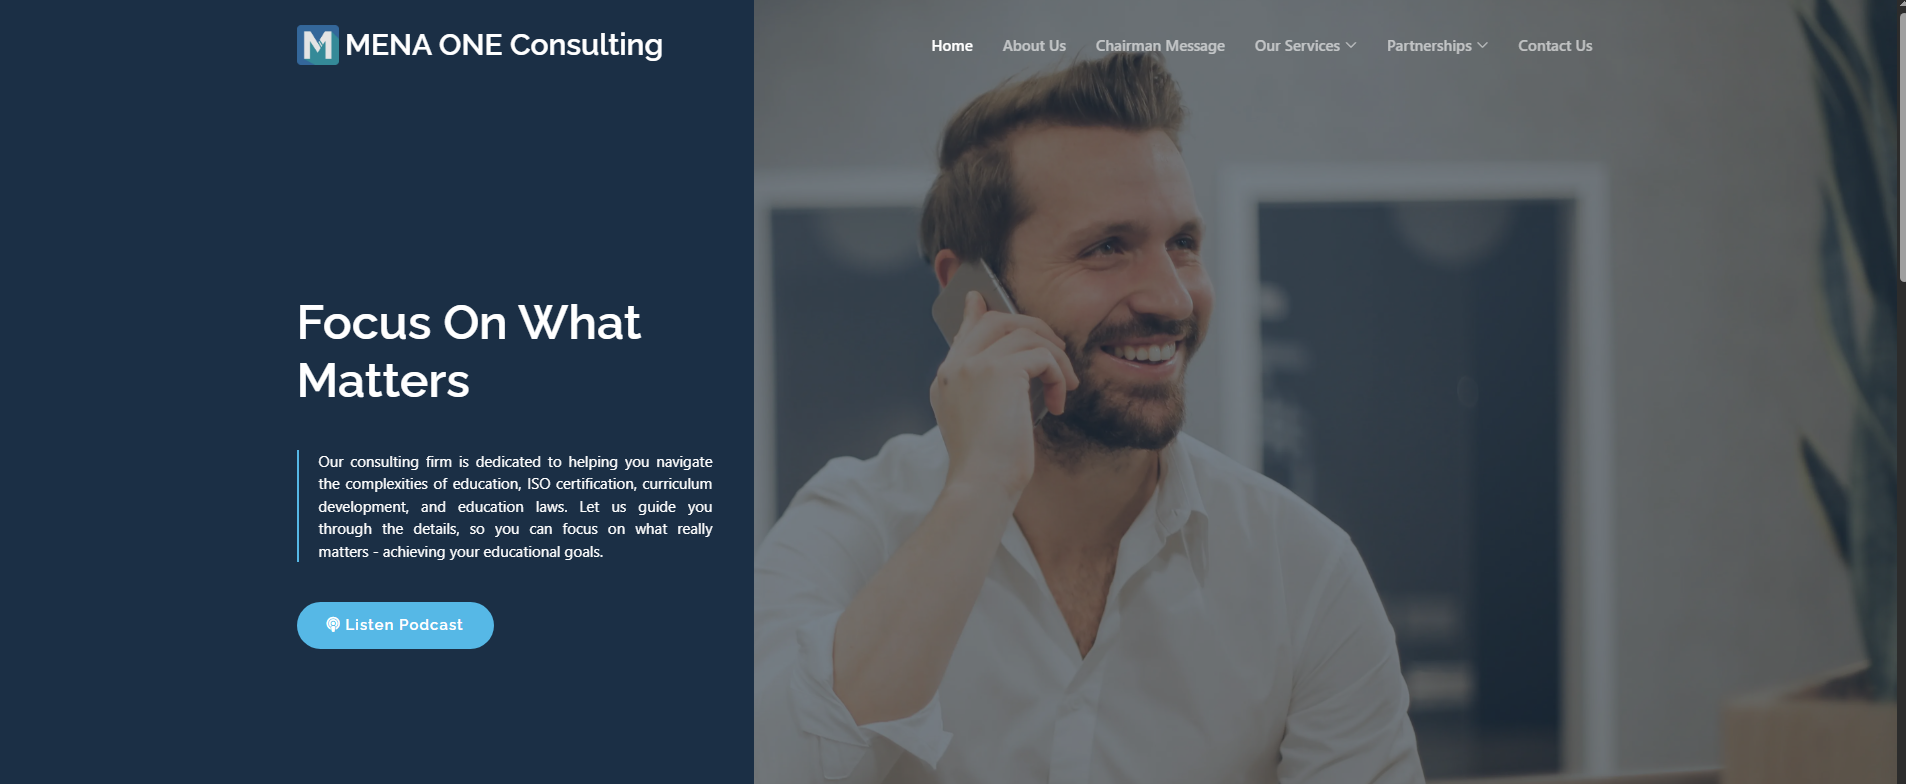 MENA ONE Consulting
Home About Us Chairman Message Our Services Partnerships Contact Us
Focus On What
Matters
Our consulting firm is dedicated to helping you navigate
the complexities of education, ISO certification, curriculum
development, and education laws. Let us guide you
through the details, so you can focus on what really
matters - achieving your educational goals.
Listen Podcast